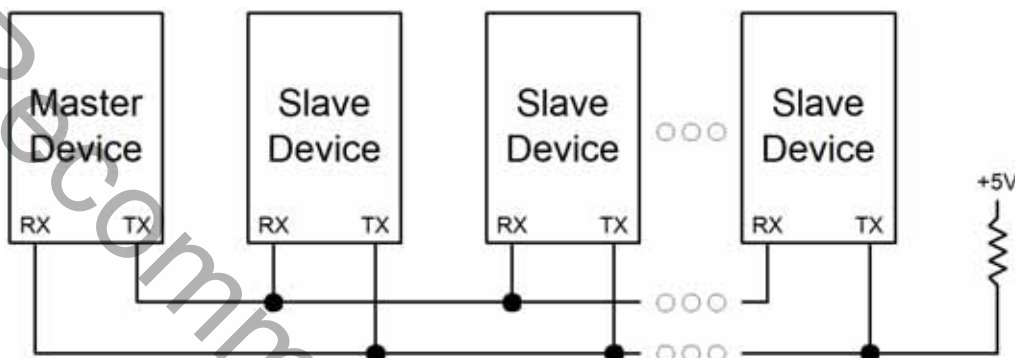 Master Device
Slave Device
Slave Device
Slave Device
RX TX
RX TX
RX TX
RX TX
+5V